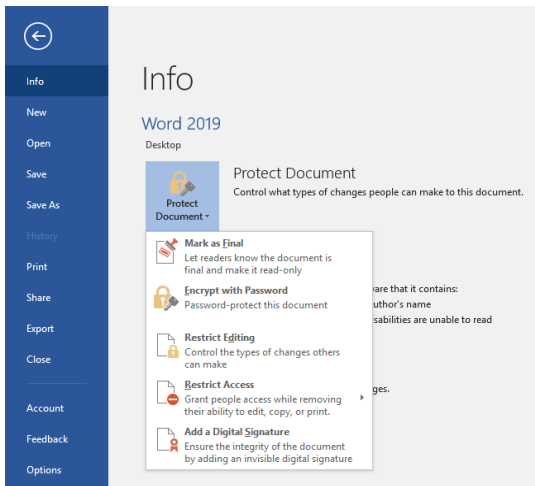 Info
New
Open
Save
Save As
History
Print
Share
Export
Close
Account
Feedback
Options
Info
Word 2019
Desktop
Protect Document
Control what types of changes people can make to this document.
Protect
Document
Mark as Final
Let readers know the document is
final and make it read-only
Encrypt with Password
Password-protect this document
Restrict Editing
Control the types of changes others
can make
Restrict Access
Grant people access while removing
their ability to edit, copy, or print.
Add a Digital Signature
Ensure the integrity of the document
by adding an invisible digital signature
that it contains:
name
are unable to read